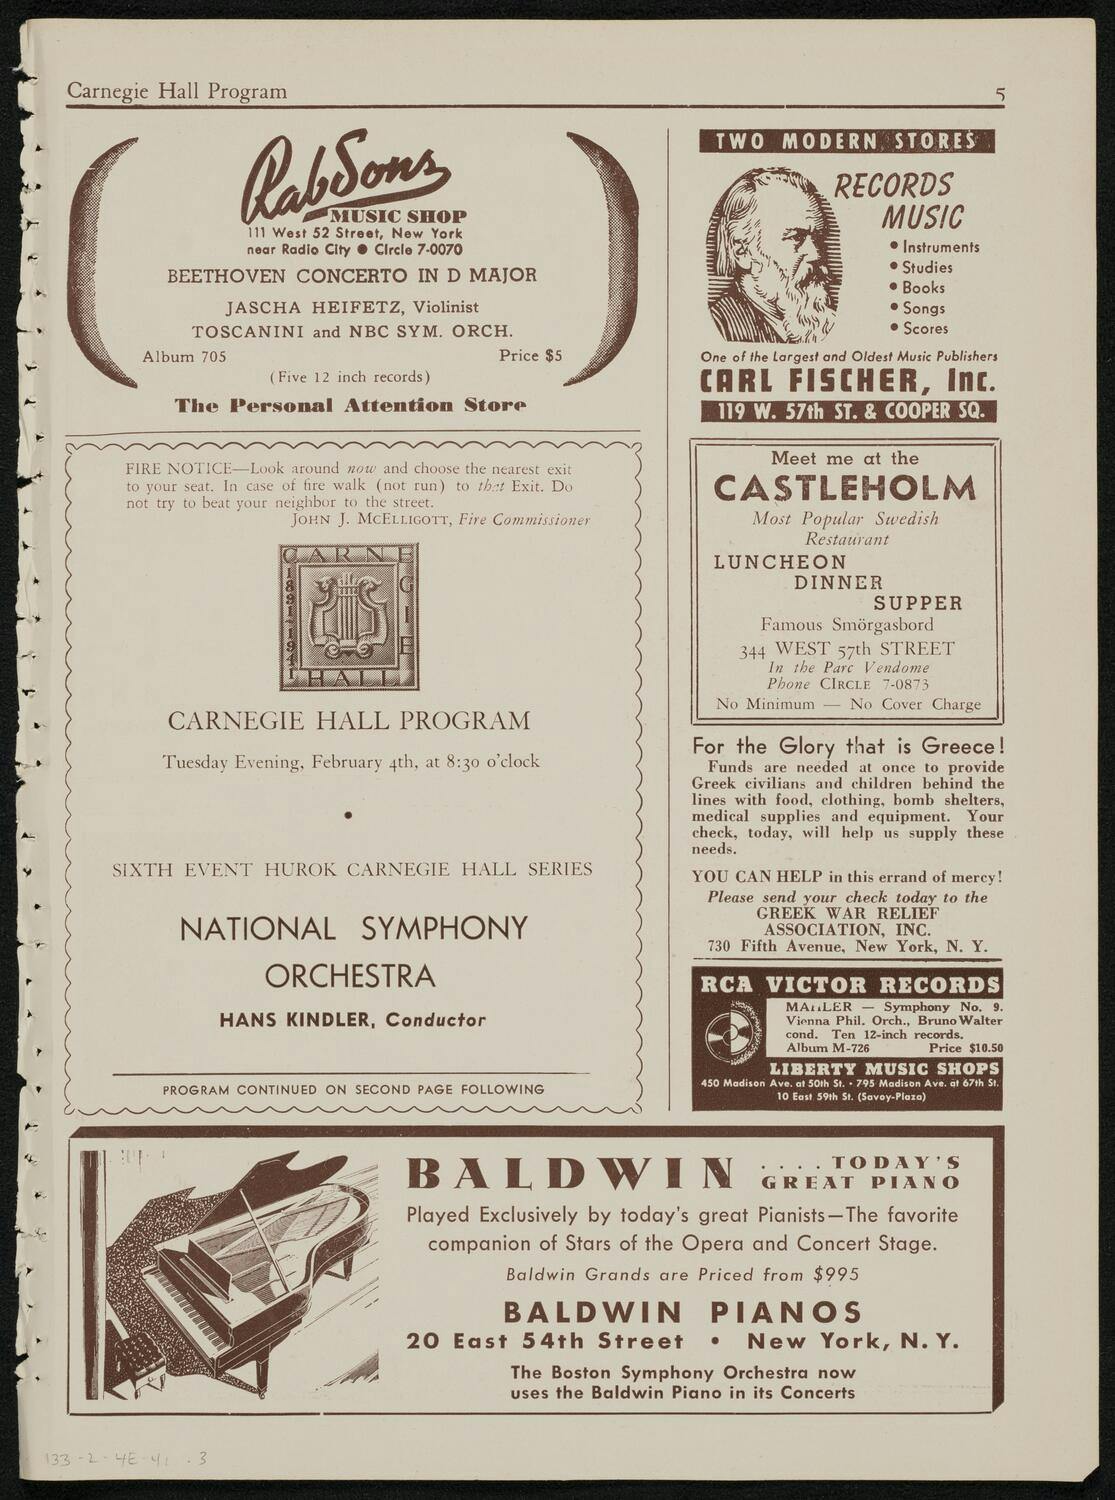 Carnegie Hall Program
5
RabSons
MUSIC SHOP
111 West 52 Street, New York
near Radio City ● CIrcle 7-0070
BEETHOVEN CONCERTO IN D MAJOR
JASCHA HEIFETZ, Violinist
TOSCANINI and NBC SYM. ORCH.
Album 705 Price $5
(Five 12 inch records)
The Personal Attention Store
FIRE NOTICE—Look around now and choose the nearest exit
to your seat. In case of fire walk (not run) to that Exit. Do
not try to beat your neighbor to the street.
JOHN J. MCELLIGOTT, Fire Commissioner
CARNEGIE
1891-1941
HALL
CARNEGIE HALL PROGRAM
Tuesday Evening, February 4th, at 8:30 o'clock
•
SIXTH EVENT HUROK CARNEGIE HALL SERIES
NATIONAL SYMPHONY
ORCHESTRA
HANS KINDLER, Conductor
PROGRAM CONTINUED ON SECOND PAGE FOLLOWING
TWO MODERN STORES
RECORDS
MUSIC
• Instruments
• Studies
• Books
• Songs
• Scores
One of the Largest and Oldest Music Publishers
CARL FISCHER, Inc.
119 W. 57th ST. & COOPER SQ.
Meet me at the
CASTLEHOLM
Most Popular Swedish
Restaurant
LUNCHEON
DINNER
SUPPER
Famous Smörgasbord
344 WEST 57th STREET
In the Parc Vendome
Phone CIRCLE 7-0873
No Minimum — No Cover Charge
For the Glory that is Greece!
Funds are needed at once to provide
Greek civilians and children behind the
lines with food, clothing, bomb shelters,
medical supplies and equipment. Your
check, today, will help us supply these
needs.
YOU CAN HELP in this errand of mercy!
Please send your check today to the
GREEK WAR RELIEF
ASSOCIATION, INC.
730 Fifth Avenue, New York, N. Y.
RCA VICTOR RECORDS
MAHLER — Symphony No. 9.
Vienna Phil. Orch., Bruno Walter
cond. Ten 12-inch records.
Album M-726 Price $10.50
LIBERTY MUSIC SHOPS
450 Madison Ave. at 50th St. • 795 Madison Ave. at 67th St.
10 East 59th St. (Savoy-Plaza)
BALDWIN . . . . TODAY'S
GREAT PIANO
Played Exclusively by today's great Pianists—The favorite
companion of Stars of the Opera and Concert Stage.
Baldwin Grands are Priced from $995
BALDWIN PIANOS
20 East 54th Street • New York, N. Y.
The Boston Symphony Orchestra now
uses the Baldwin Piano in its Concerts
133-2-4E-41 .3